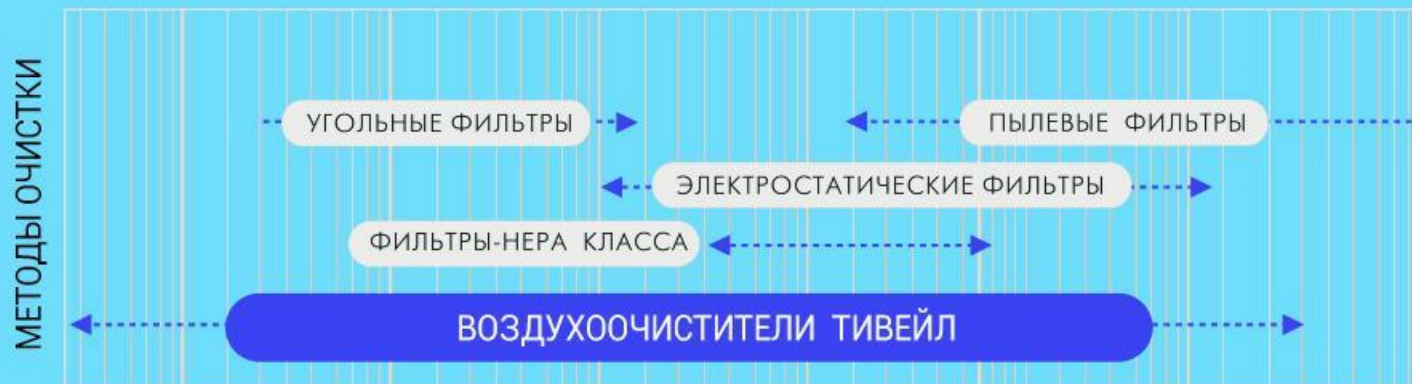 МЕТОДЫ ОЧИСТКИ
УГОЛЬНЫЕ ФИЛЬТРЫ
ПЫЛЕВЫЕ ФИЛЬТРЫ
ЭЛЕКТРОСТАТИЧЕСКИЕ ФИЛЬТРЫ
ФИЛЬТРЫ-НЕРА КЛАССА
ВОЗДУХООЧИСТИТЕЛИ ТИВЕЙЛ